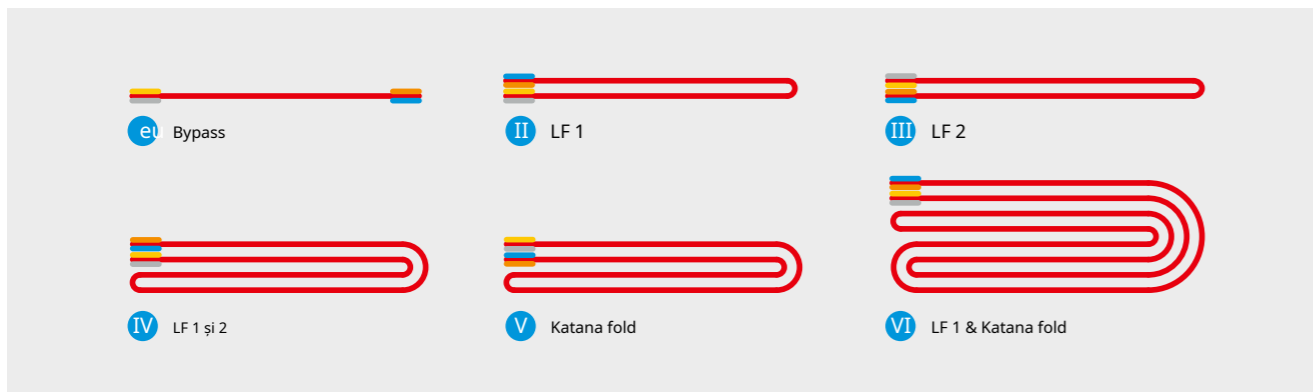 eu Bypass
II LF 1
III LF 2
IV LF 1 și 2
V Katana fold
VI LF 1 & Katana fold